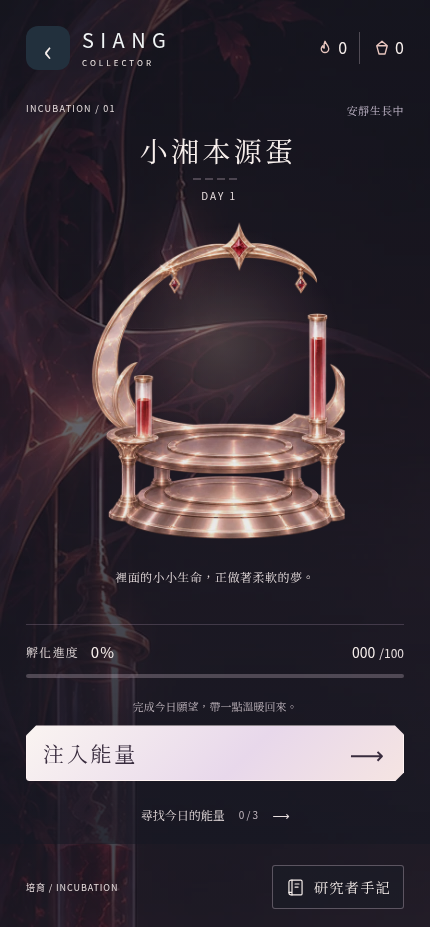 ‹ SIANG
COLLECTOR
0 0
INCUBATION / 01
安靜生長中
小湘本源蛋
DAY 1
裡面的小小生命，正做著柔軟的夢。
孵化進度 0% 000 /100
完成今日願望，帶一點溫暖回來。
注入能量 ⟶
尋找今日的能量 0/3 ⟶
培育 / INCUBATION
研究者手記